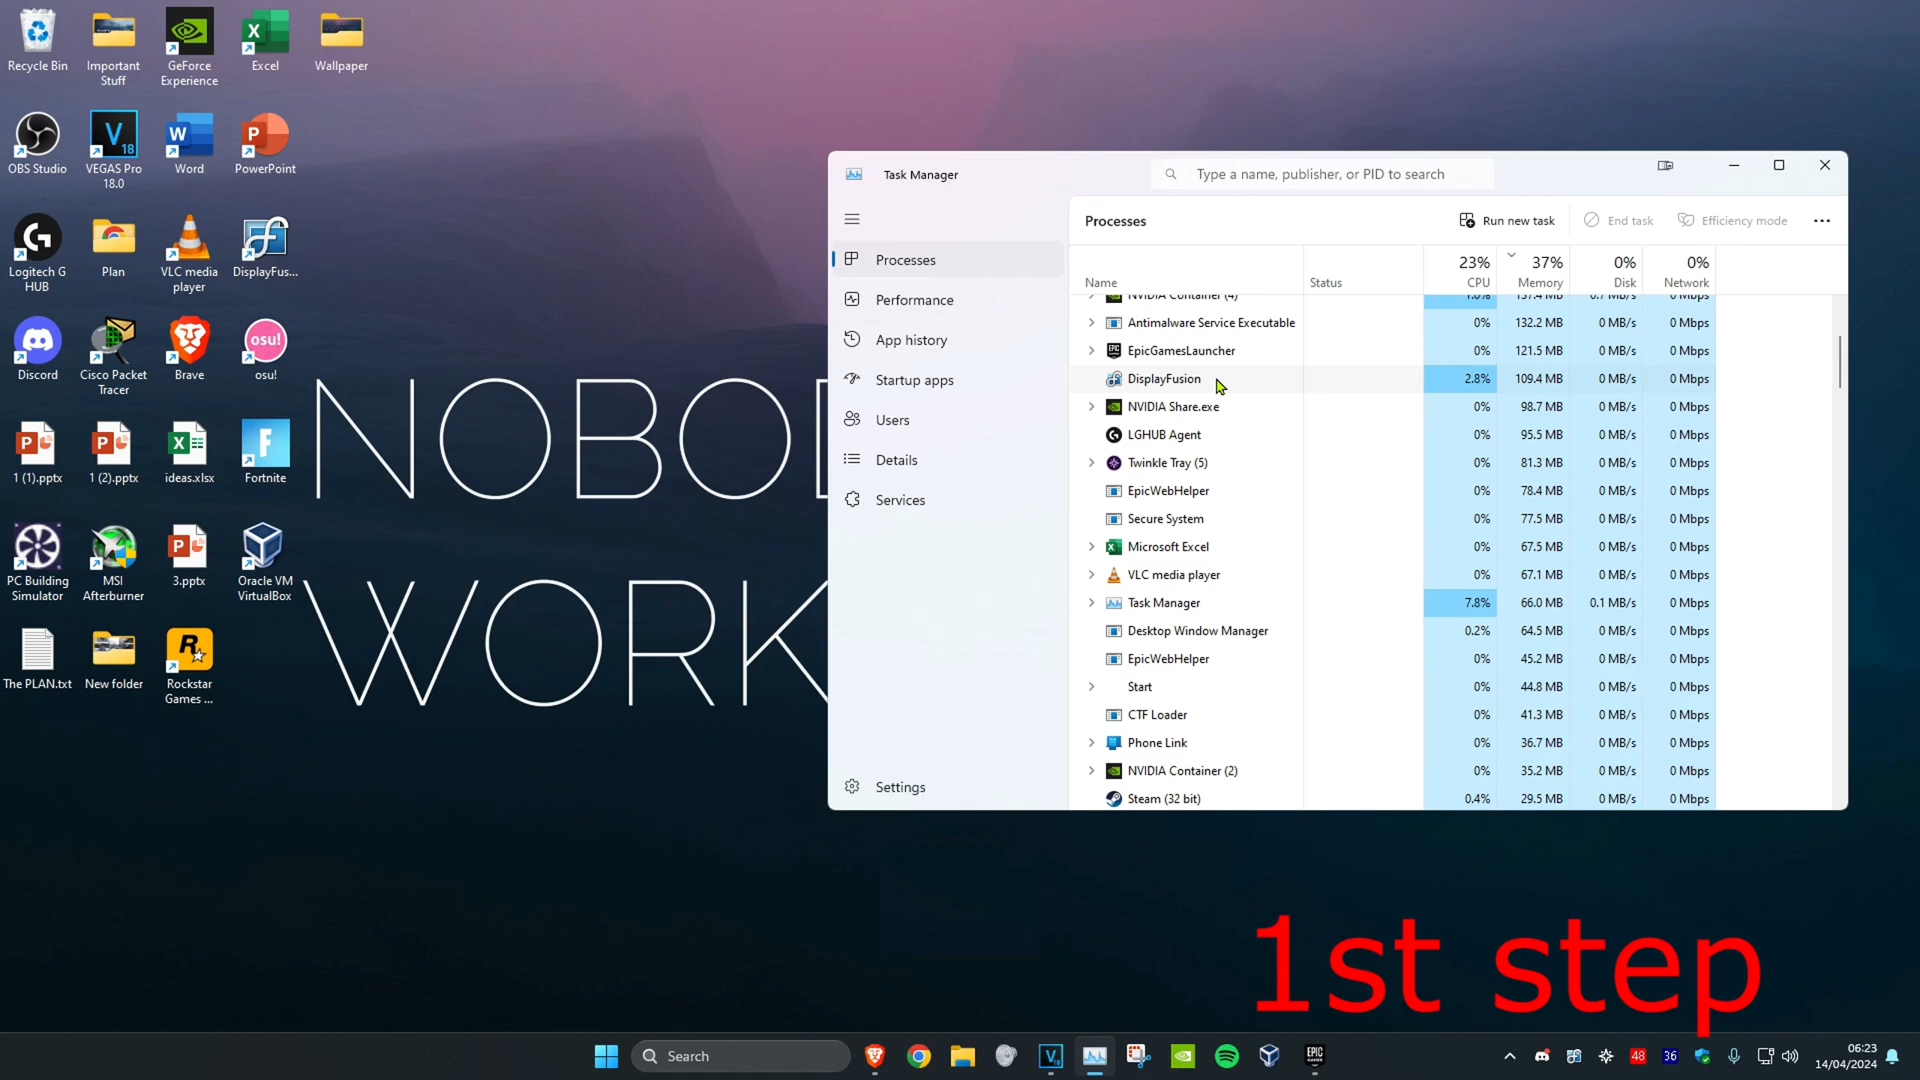 Recycle Bin
Important Stuff
GeForce Experience
Excel
Wallpaper
OBS Studio
VEGAS Pro 18.0
Word
PowerPoint
Logitech G HUB
Plan
VLC media player
DisplayFus...
Discord
Cisco Packet Tracer
Brave
osu!
osu!
1 (1).pptx
1 (2).pptx
ideas.xlsx
Fortnite
PC Building Simulator
MSI Afterburner
3.pptx
Oracle VM VirtualBox
The PLAN.txt
New folder
Rockstar Games ...
NOBOD
WORK
Task Manager
Type a name, publisher, or PID to search
Processes
Performance
App history
Startup apps
Users
Details
Services
Settings
Processes
Run new task
End task
Efficiency mode
23% 37% 0% 0%
Name Status CPU Memory Disk Network
NVIDIA Container (4) 1.0% 137.4 MB 0.7 MB/s 0 Mbps
Antimalware Service Executable 0% 132.2 MB 0 MB/s 0 Mbps
EpicGamesLauncher 0% 121.5 MB 0 MB/s 0 Mbps
DisplayFusion 2.8% 109.4 MB 0 MB/s 0 Mbps
NVIDIA Share.exe 0% 98.7 MB 0 MB/s 0 Mbps
LGHUB Agent 0% 95.5 MB 0 MB/s 0 Mbps
Twinkle Tray (5) 0% 81.3 MB 0 MB/s 0 Mbps
EpicWebHelper 0% 78.4 MB 0 MB/s 0 Mbps
Secure System 0% 77.5 MB 0 MB/s 0 Mbps
Microsoft Excel 0% 67.5 MB 0 MB/s 0 Mbps
VLC media player 0% 67.1 MB 0 MB/s 0 Mbps
Task Manager 7.8% 66.0 MB 0.1 MB/s 0 Mbps
Desktop Window Manager 0.2% 64.5 MB 0 MB/s 0 Mbps
EpicWebHelper 0% 45.2 MB 0 MB/s 0 Mbps
Start 0% 44.8 MB 0 MB/s 0 Mbps
CTF Loader 0% 41.3 MB 0 MB/s 0 Mbps
Phone Link 0% 36.7 MB 0 MB/s 0 Mbps
NVIDIA Container (2) 0% 35.2 MB 0 MB/s 0 Mbps
Steam (32 bit) 0.4% 29.5 MB 0 MB/s 0 Mbps
1st step
Search
48
36
06:23
14/04/2024